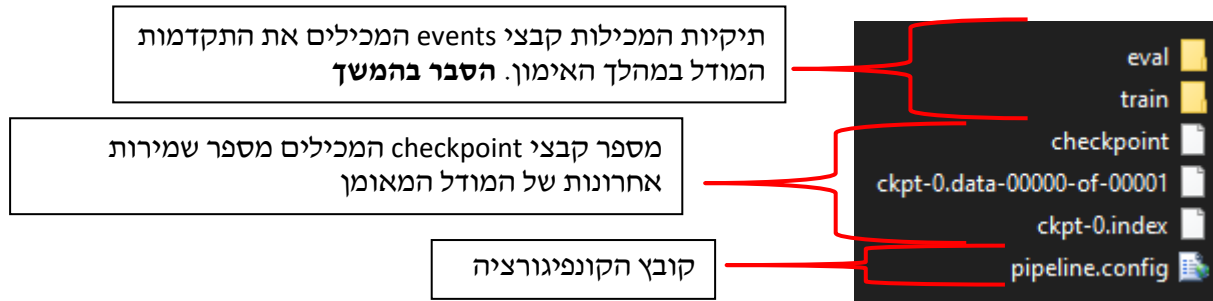 תיקיות המכילות קבצי events המכילים את התקדמות
המודל במהלך האימון. הסבר בהמשך
מספר קבצי checkpoint המכילים מספר שמירות
אחרונות של המודל המאומן
קובץ הקונפיגורציה
eval
train
checkpoint
ckpt-0.data-00000-of-00001
ckpt-0.index
pipeline.config